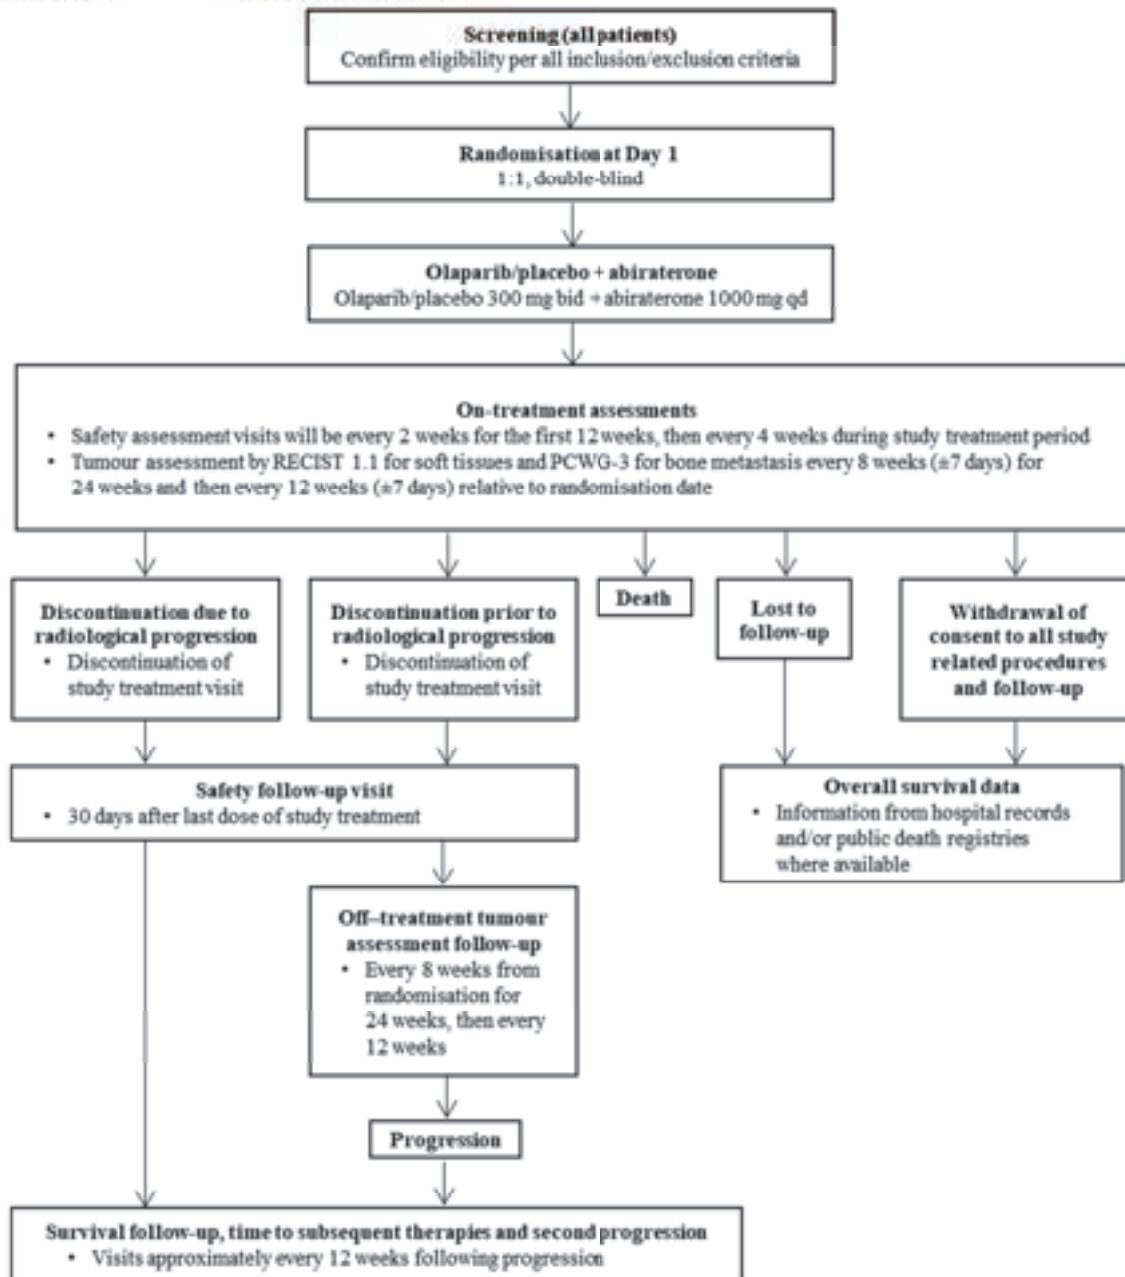 Screening (all patients)
Confirm eligibility per all inclusion/exclusion criteria
Randomisation at Day 1
1:1, double-blind
Olaparib/placebo + abiraterone
Olaparib/placebo 300 mg bid + abiraterone 1000 mg qd
On-treatment assessments
• Safety assessment visits will be every 2 weeks for the first 12 weeks, then every 4 weeks during study treatment period
• Tumour assessment by RECIST 1.1 for soft tissues and PCWG-3 for bone metastasis every 8 weeks (±7 days) for
24 weeks and then every 12 weeks (±7 days) relative to randomisation date
Discontinuation due to
radiological progression
• Discontinuation of
study treatment visit
Discontinuation prior to
radiological progression
• Discontinuation of
study treatment visit
Death
Lost to
follow-up
Withdrawal of
consent to all study
related procedures
and follow-up
Safety follow-up visit
• 30 days after last dose of study treatment
Overall survival data
• Information from hospital records
and/or public death registries
where available
Off–treatment tumour
assessment follow-up
• Every 8 weeks from
randomisation for
24 weeks, then every
12 weeks
Progression
Survival follow-up, time to subsequent therapies and second progression
• Visits approximately every 12 weeks following progression